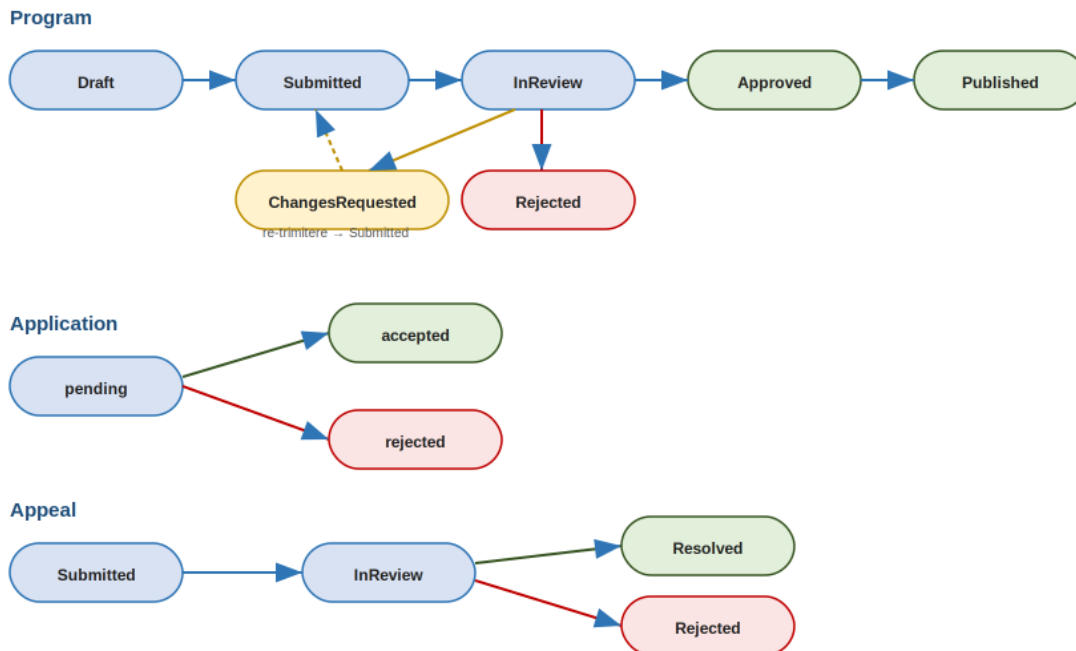 Program
Draft
Submitted
InReview
Approved
Published
ChangesRequested
Rejected
re-trimitere → Submitted
Application
accepted
pending
rejected
Appeal
Resolved
Submitted
InReview
Rejected